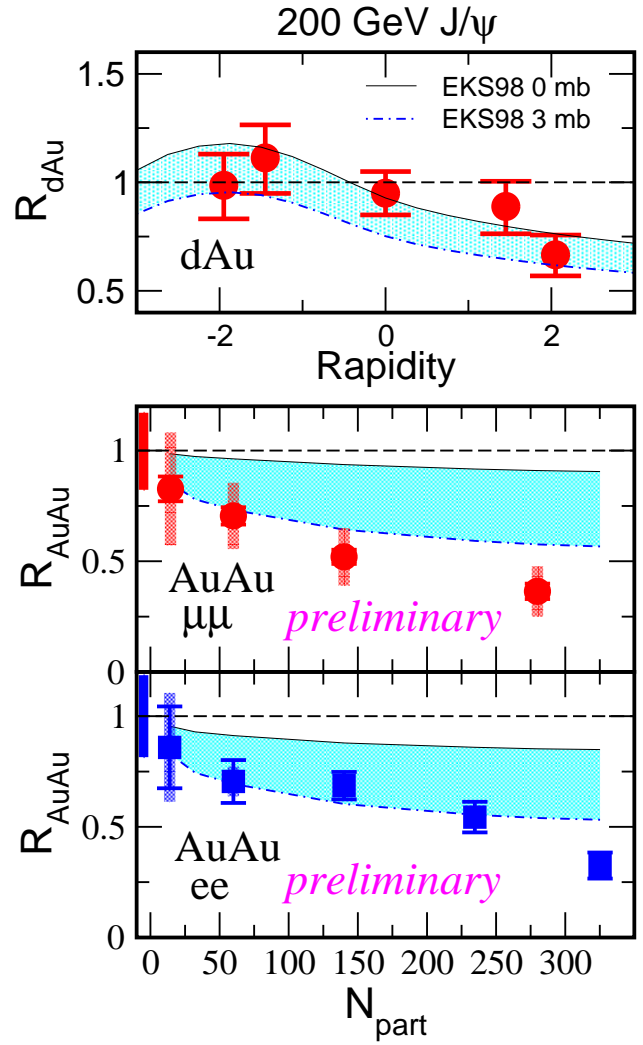 200 GeV J/ψ
1.5
EKS98 0 mb
EKS98 3 mb
R_dAu
1
dAu
0.5
-2 0 2
Rapidity
1
R_AuAu
0.5
AuAu
μμ
preliminary
0
1
R_AuAu
0.5
AuAu
ee
preliminary
0
0 50 100 150 200 250 300
N_part